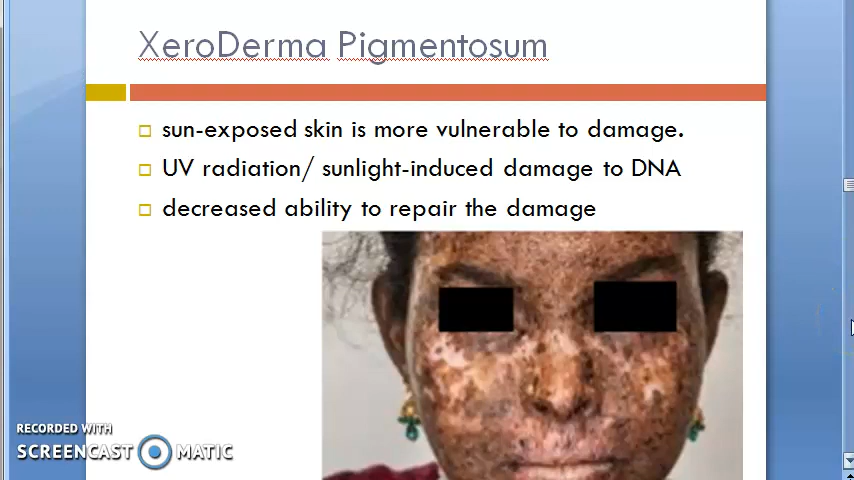 XeroDerma Pigmentosum
sun-exposed skin is more vulnerable to damage.
UV radiation/ sunlight-induced damage to DNA
decreased ability to repair the damage
RECORDED WITH
SCREENCAST MATIC